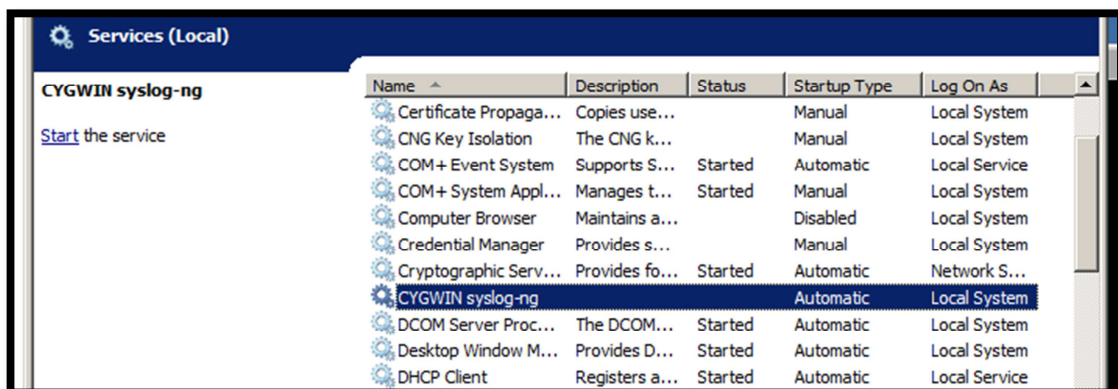 Services (Local)
CYGWIN syslog-ng
Start the service
Name Description Status Startup Type Log On As
Certificate Propaga... Copies use... Manual Local System
CNG Key Isolation The CNG k... Manual Local System
COM+ Event System Supports S... Started Automatic Local Service
COM+ System Appl... Manages t... Started Manual Local System
Computer Browser Maintains a... Disabled Local System
Credential Manager Provides s... Manual Local System
Cryptographic Serv... Provides fo... Started Automatic Network S...
CYGWIN syslog-ng Automatic Local System
DCOM Server Proc... The DCOM... Started Automatic Local System
Desktop Window M... Provides D... Started Automatic Local System
DHCP Client Registers a... Started Automatic Local Service